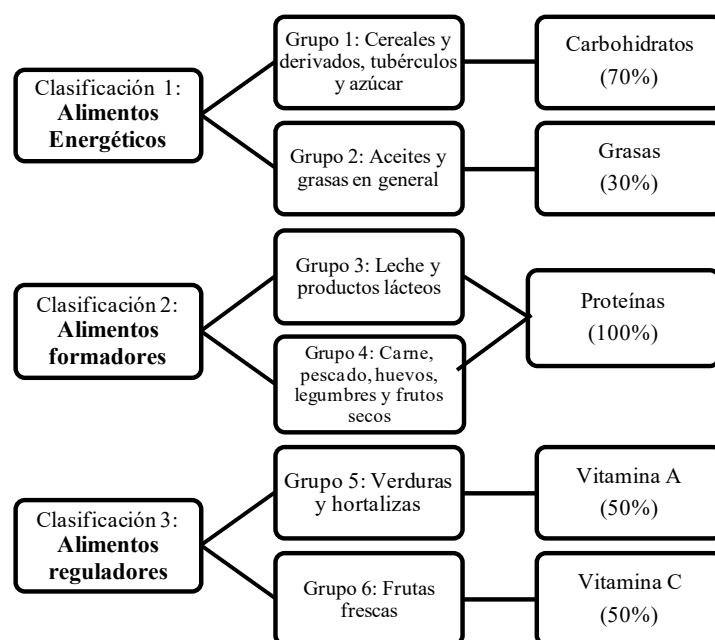 Clasificación 1:
Alimentos
Energéticos
Grupo 1: Cereales y
derivados, tubérculos
y azúcar
Carbohidratos
(70%)
Grupo 2: Aceites y
grasas en general
Grasas
(30%)
Clasificación 2:
Alimentos
formadores
Grupo 3: Leche y
productos lácteos
Grupo 4: Carne,
pescado, huevos,
legumbres y frutos
secos
Proteínas
(100%)
Clasificación 3:
Alimentos
reguladores
Grupo 5: Verduras
y hortalizas
Vitamina A
(50%)
Grupo 6: Frutas
frescas
Vitamina C
(50%)